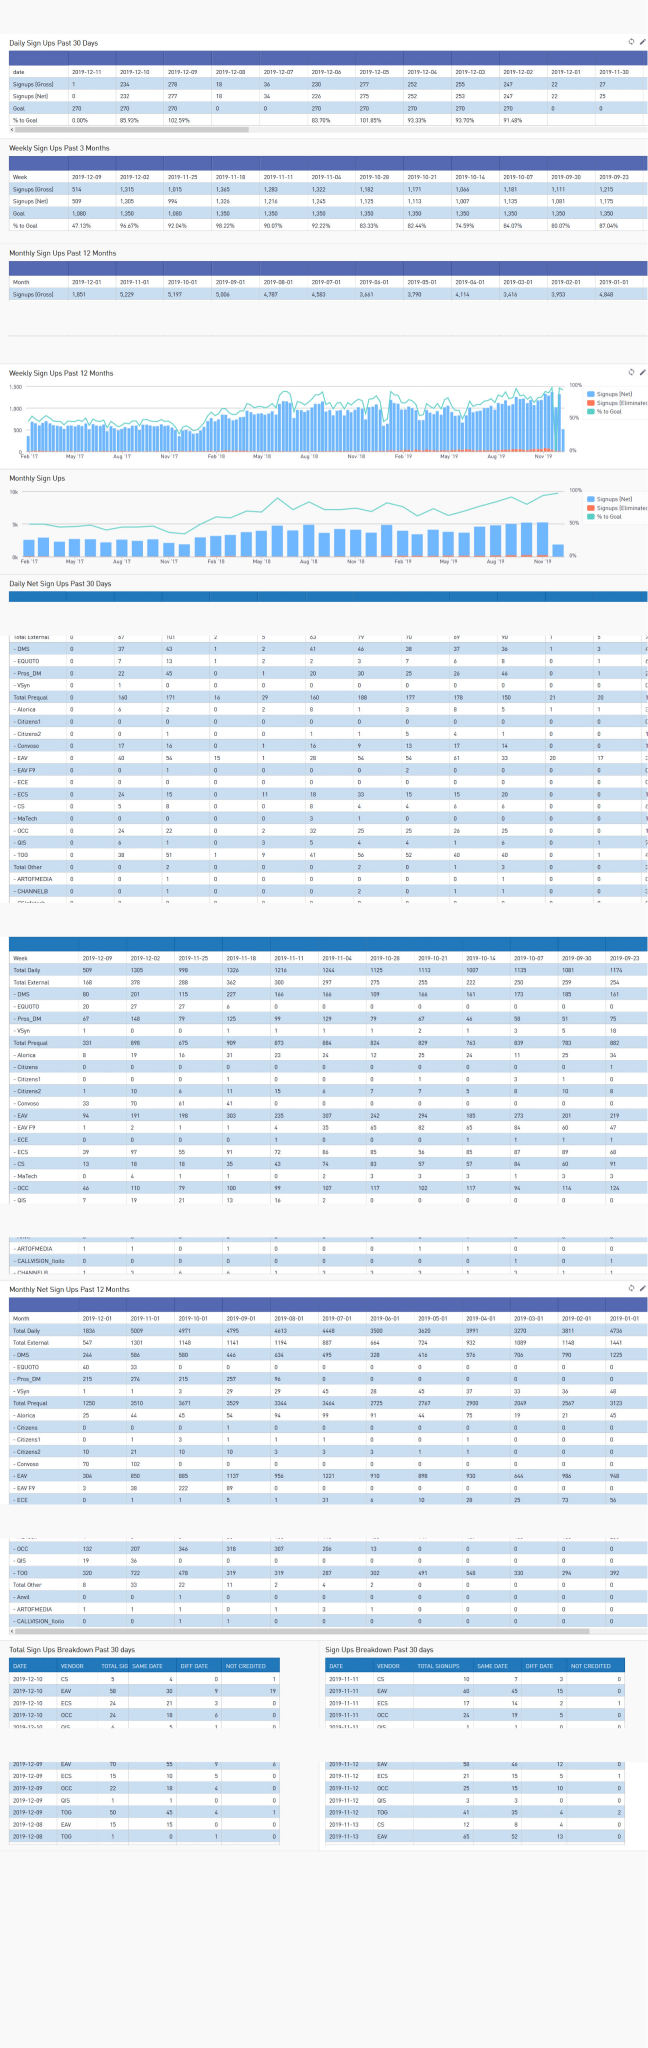 Daily Sign Ups Past 30 Days
date 2019-12-11 2019-12-10 2019-12-09 2019-12-08 2019-12-07 2019-12-06 2019-12-05 2019-12-04 2019-12-03 2019-12-02 2019-12-01 2019-11-30
Signups (Gross) 1 234 278 18 36 230 277 252 255 247 22 27
Signups (Net) 0 232 277 18 34 226 275 252 253 247 22 25
Goal 270 270 270 0 0 270 270 270 270 270 0 0
% to Goal 0.00% 85.93% 102.59% 83.70% 101.85% 93.33% 93.70% 91.48%
Weekly Sign Ups Past 3 Months
Week 2019-12-09 2019-12-02 2019-11-25 2019-11-18 2019-11-11 2019-11-04 2019-10-28 2019-10-21 2019-10-14 2019-10-07 2019-09-30 2019-09-23
Signups (Gross) 514 1,315 1,015 1,365 1,283 1,322 1,182 1,171 1,066 1,181 1,111 1,215
Signups (Net) 509 1,305 994 1,326 1,216 1,245 1,125 1,113 1,007 1,135 1,081 1,175
Goal 1,080 1,350 1,080 1,350 1,350 1,350 1,350 1,350 1,350 1,350 1,350 1,350
% to Goal 47.13% 96.67% 92.04% 98.22% 90.07% 92.22% 83.33% 82.44% 74.59% 84.07% 80.07% 87.04%
Monthly Sign Ups Past 12 Months
Month 2019-12-01 2019-11-01 2019-10-01 2019-09-01 2019-08-01 2019-07-01 2019-06-01 2019-05-01 2019-04-01 2019-03-01 2019-02-01 2019-01-01
Signups (Gross) 1,851 5,229 5,197 5,006 4,787 4,583 3,661 3,790 4,114 3,416 3,953 4,848
Weekly Sign Ups Past 12 Months
1,500 100%
1,000
500 50%
0 0%
Feb '17 May '17 Aug '17 Nov '17 Feb '18 May '18 Aug '18 Nov '18 Feb '19 May '19 Aug '19 Nov '19
Signups (Net)
Signups (Eliminated
% to Goal
Monthly Sign Ups
10k 100%
5k 50%
0k 0%
Feb '17 May '17 Aug '17 Nov '17 Feb '18 May '18 Aug '18 Nov '18 Feb '19 May '19 Aug '19 Nov '19
Signups (Net)
Signups (Eliminated
% to Goal
Daily Net Sign Ups Past 30 Days
Total External 0 67 101 2 5 63 79 70 69 90 1 5
- DMS 0 37 43 1 2 41 46 38 37 36 1 3
- EQUOTO 0 7 13 1 2 2 3 7 6 8 0 1
- Pros_DM 0 22 45 0 1 20 30 25 26 46 0 1
- VSyn 0 1 0 0 0 0 0 0 0 0 0 0
Total Prequal 0 160 171 16 29 160 188 177 178 150 21 20
- Alorica 0 6 2 0 2 8 1 3 8 5 1 1
- Citizens1 0 0 0 0 0 0 0 0 0 0 0 0
- Citizens2 0 0 1 0 0 1 1 5 4 1 0 0
- Convoso 0 17 16 0 1 16 9 13 17 14 0 0
- EAV 0 40 54 15 1 28 54 54 61 33 20 17
- EAV F9 0 0 1 0 0 0 0 2 0 0 0 0
- ECE 0 0 0 0 0 0 0 0 0 0 0 0
- ECS 0 24 15 0 11 18 33 15 15 20 0 0
- CS 0 5 8 0 0 8 4 4 6 6 0 0
- MaTech 0 0 0 0 0 3 1 0 0 0 0 0
- OCC 0 24 22 0 2 32 25 25 26 25 0 0
- QIS 0 6 1 0 3 5 4 4 1 6 0 1
- TOG 0 38 51 1 9 41 56 52 40 40 0 1
Total Other 0 0 2 0 0 0 2 0 1 3 0 0
- ARTOFMEDIA 0 0 1 0 0 0 0 0 0 1 0 0
- CHANNELB 0 0 1 0 0 0 2 0 1 1 0 0
Week 2019-12-09 2019-12-02 2019-11-25 2019-11-18 2019-11-11 2019-11-04 2019-10-28 2019-10-21 2019-10-14 2019-10-07 2019-09-30 2019-09-23
Total Daily 509 1305 998 1326 1216 1244 1125 1113 1007 1135 1081 1174
Total External 168 378 288 362 300 297 275 255 222 250 259 254
- DMS 80 201 115 227 166 166 109 166 161 173 185 161
- EQUOTO 20 27 27 6 0 0 0 0 0 0 0 0
- Pros_DM 67 148 79 125 99 129 79 67 46 58 51 75
- VSyn 1 0 0 1 1 1 1 2 1 3 5 18
Total Prequal 331 898 675 909 873 884 824 829 763 839 783 882
- Alorica 8 19 16 31 23 24 12 25 24 11 25 34
- Citizens 0 0 0 0 0 0 0 0 0 0 0 1
- Citizens1 0 0 0 1 0 0 0 1 0 3 1 0
- Citizens2 1 10 6 11 15 6 7 7 5 8 10 8
- Convoso 33 70 61 41 0 0 0 0 0 0 0 0
- EAV 94 191 198 303 235 307 242 294 185 273 201 219
- EAV F9 1 2 1 1 4 35 65 82 65 84 60 47
- ECE 0 0 0 1 0 0 0 0 1 1 1 1
- ECS 39 97 55 91 72 86 85 56 85 87 89 68
- CS 13 18 18 35 43 74 83 57 57 84 60 91
- MaTech 0 4 1 1 1 2 3 3 3 1 3 3
- OCC 46 110 79 100 99 107 117 102 117 94 114 124
- QIS 7 19 21 13 16 2 0 0 0 0 0 0
- ARTOFMEDIA 1 1 0 1 0 0 0 1 1 0 0 0
- CALLVISION_lioilo 0 0 0 0 0 0 0 0 0 1 0 1
- CHANNELB 1 3 6 6 1 3 3 3 1 3 1 1
Monthly Net Sign Ups Past 12 Months
Month 2019-12-01 2019-11-01 2019-10-01 2019-09-01 2019-08-01 2019-07-01 2019-06-01 2019-05-01 2019-04-01 2019-03-01 2019-02-01 2019-01-01
Total Daily 1836 5009 4971 4795 4613 4448 3500 3620 3991 3270 3811 4736
Total External 547 1301 1148 1141 1194 887 664 724 932 1089 1148 1441
- DMS 244 586 580 446 634 495 328 416 576 706 790 1225
- EQUOTO 40 33 0 0 0 0 0 0 0 0 0 0
- Pros_DM 215 274 215 257 96 0 0 0 0 0 0 0
- VSyn 1 1 3 29 29 45 28 45 37 33 36 48
Total Prequal 1250 3510 3671 3529 3344 3464 2725 2767 2900 2049 2567 3123
- Alorica 25 44 45 54 94 99 91 44 75 19 21 45
- Citizens 0 0 0 1 0 0 0 0 0 0 0 0
- Citizens1 0 1 3 1 1 1 0 0 1 0 0 0
- Citizens2 10 21 10 10 3 3 3 1 1 0 0 0
- Convoso 70 102 0 0 0 0 0 0 0 0 0 0
- EAV 304 850 885 1137 956 1221 910 898 930 646 986 948
- EAV F9 3 38 222 89 0 0 0 0 0 0 0 0
- ECE 0 1 1 5 1 31 6 10 28 25 73 56
- OCC 132 207 346 318 307 206 13 0 0 0 0 0
- QIS 19 36 0 0 0 0 0 0 0 0 0 0
- TOG 320 722 478 319 319 287 302 491 548 330 294 392
Total Other 8 33 22 11 2 4 2 0 0 0 0 0
- Anvil 0 0 1 0 0 0 0 0 0 0 0 0
- ARTOFMEDIA 1 1 1 0 1 3 1 0 0 0 0 0
- CALLVISION_lioilo 0 0 1 1 0 0 0 0 0 0 0 0
Total Sign Ups Breakdown Past 30 days
DATE VENDOR TOTAL SIG SAME DATE DIFF DATE NOT CREDITED
2019-12-10 CS 5 4 0 1
2019-12-10 EAV 58 30 9 19
2019-12-10 ECS 24 21 3 0
2019-12-10 OCC 24 18 6 0
2019-12-10 QIS 6 5 1 0
2019-12-09 EAV 70 55 9 6
2019-12-09 ECS 15 10 5 0
2019-12-09 OCC 22 18 4 0
2019-12-09 QIS 1 1 0 0
2019-12-09 TOG 50 45 4 1
2019-12-08 EAV 15 15 0 0
2019-12-08 TOG 1 0 1 0
Sign Ups Breakdown Past 30 days
DATE VENDOR TOTAL SIGNUPS SAME DATE DIFF DATE NOT CREDITED
2019-11-11 CS 10 7 3 0
2019-11-11 EAV 60 45 15 0
2019-11-11 ECS 17 14 2 1
2019-11-11 OCC 24 19 5 0
2019-11-11 QIS 1 1 0 0
2019-11-12 EAV 58 46 12 0
2019-11-12 ECS 21 15 5 1
2019-11-12 OCC 25 15 10 0
2019-11-12 QIS 3 3 0 0
2019-11-12 TOG 41 35 4 2
2019-11-13 CS 12 8 4 0
2019-11-13 EAV 65 52 13 0